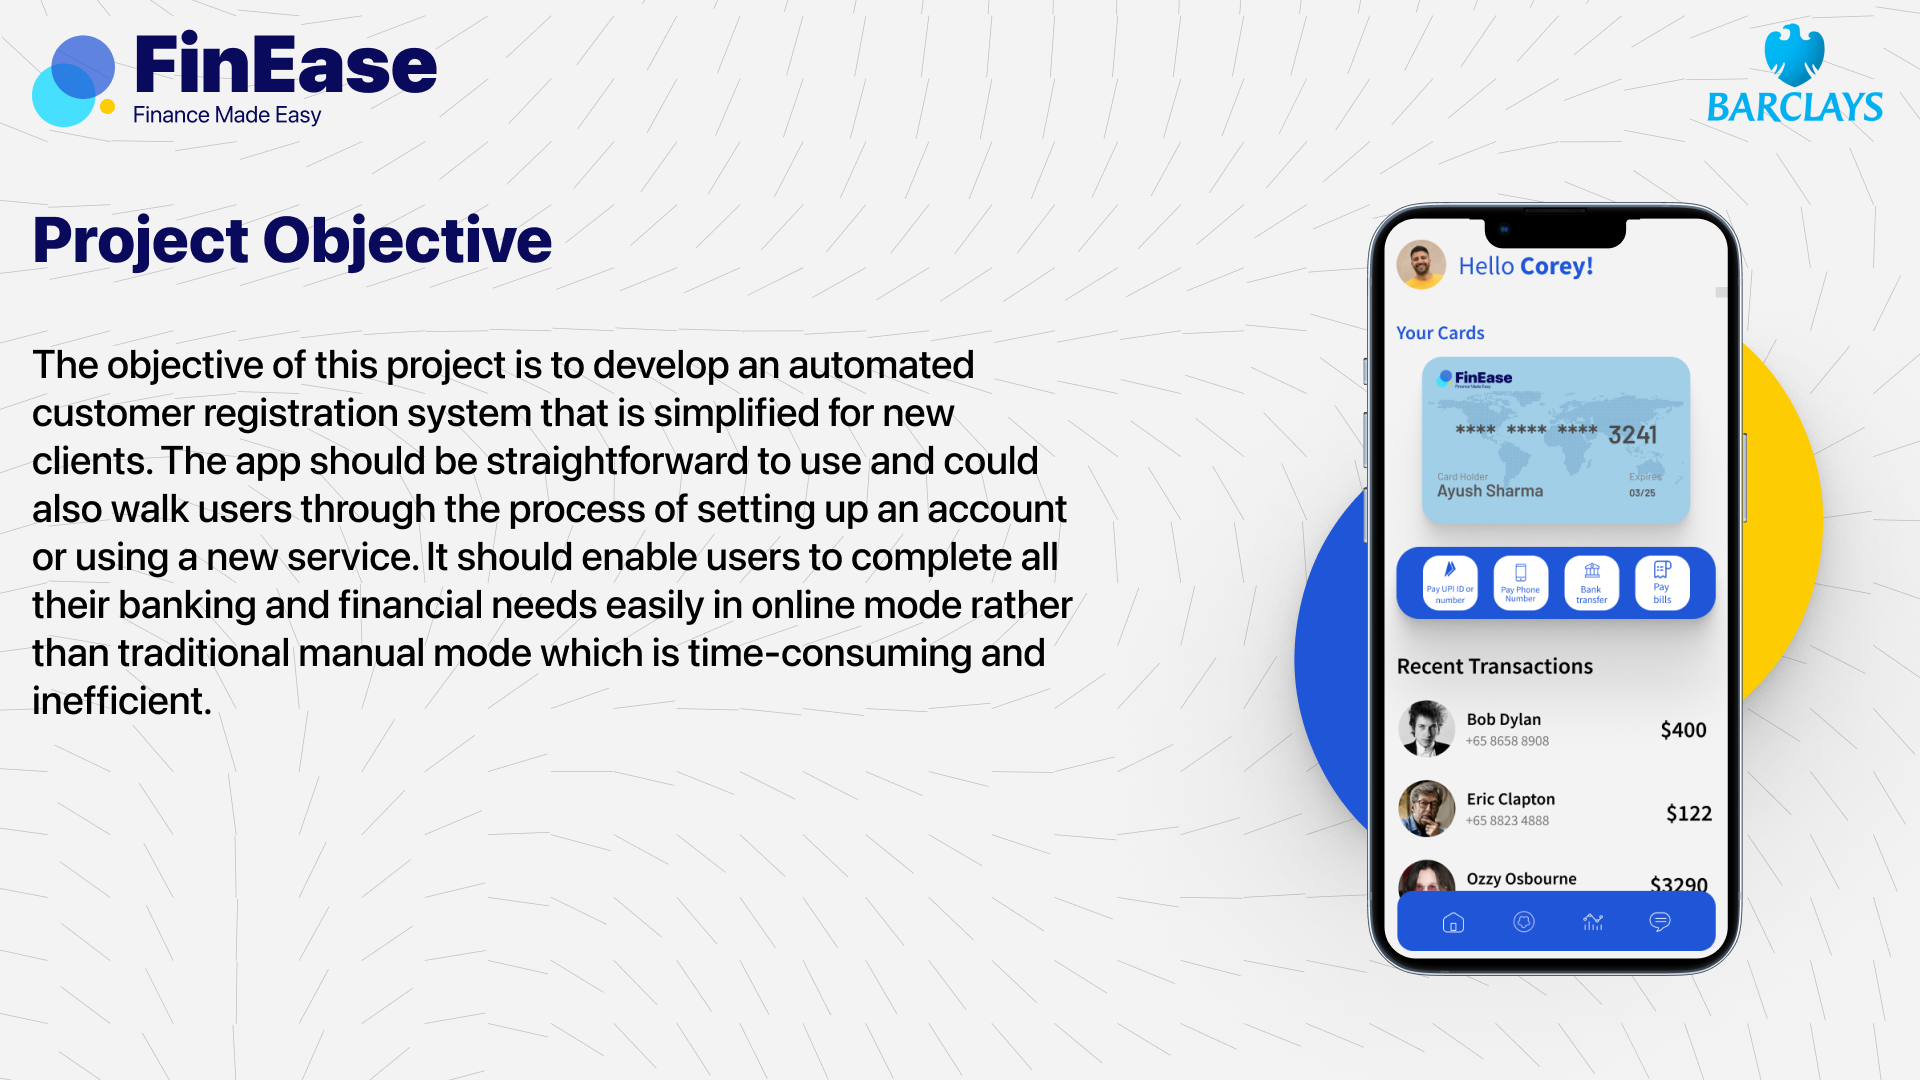 FinEase
Finance Made Easy
BARCLAYS
Project Objective
The objective of this project is to develop an automated
customer registration system that is simplified for new
clients. The app should be straightforward to use and could
also walk users through the process of setting up an account
or using a new service. It should enable users to complete all
their banking and financial needs easily in online mode rather
than traditional manual mode which is time-consuming and
inefficient.
Hello Corey!
Your Cards
FinEase
Finance Made Easy
**** **** **** 3241
Card Holder
Expires
Ayush Sharma
03/25
Pay UPI ID or
number
Pay Phone
Number
Bank
transfer
Pay
bills
Recent Transactions
Bob Dylan
+65 8658 8908
$400
Eric Clapton
+65 8823 4888
$122
Ozzy Osbourne
$3290